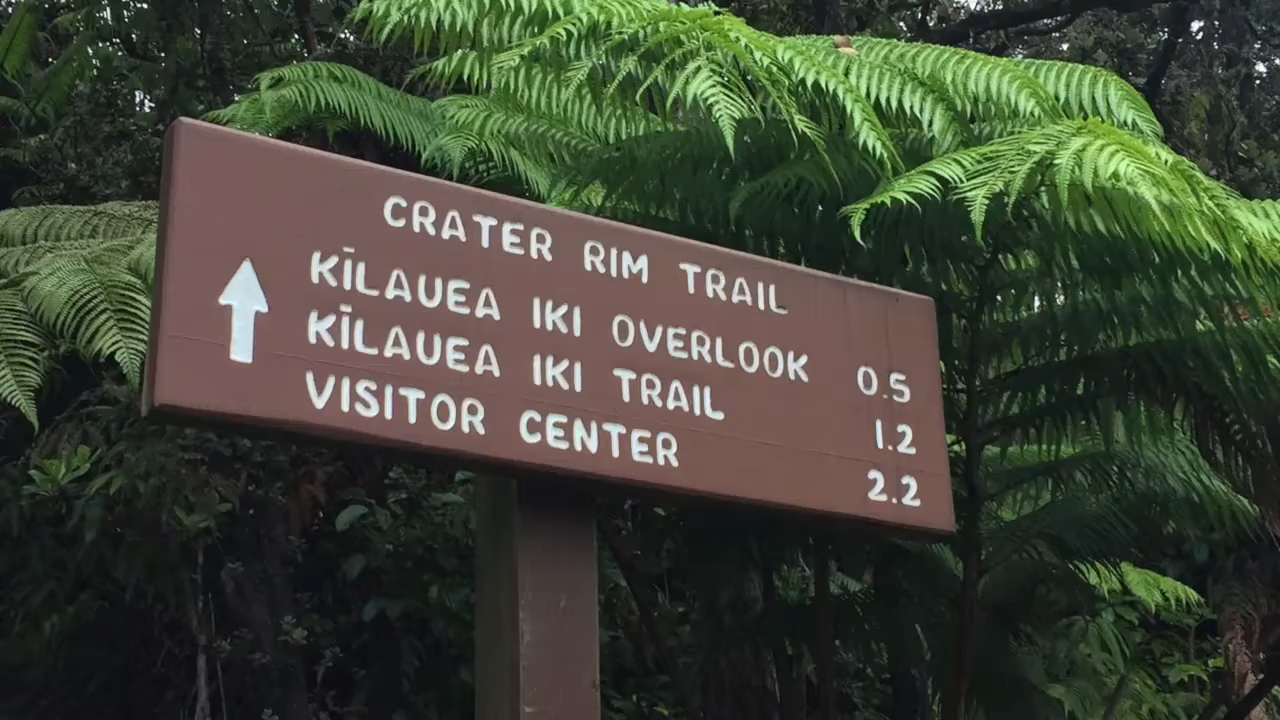 CRATER RIM TRAIL
KĪLAUEA IKI OVERLOOK 0.5
KĪLAUEA IKI TRAIL 1.2
VISITOR CENTER 2.2